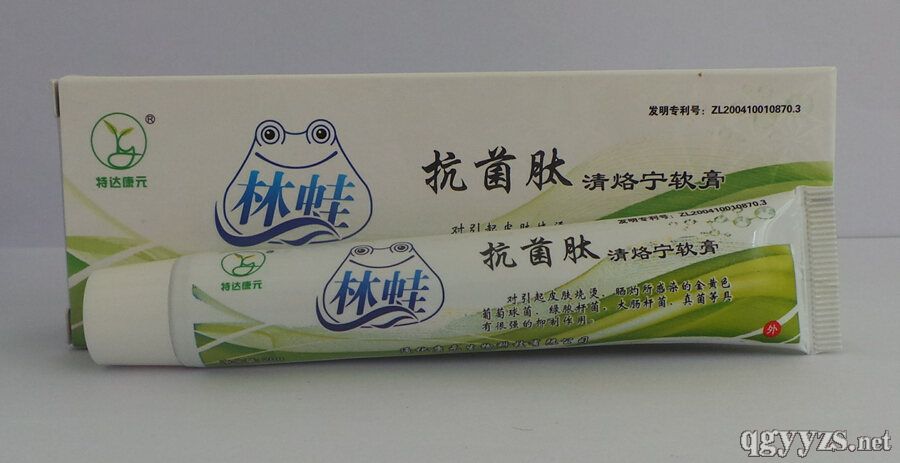 发明专利号：ZL200410010870.3
®
特达康元
林蛙
抗菌肽 清烙宁软膏
对引起皮肤烧烫
发明专利号：ZL200410010870.3
特达康元
林蛙
抗菌肽 清烙宁软膏
对引起皮肤烧烫、晒灼所感染的金黄色
葡萄球菌、绿脓杆菌、大肠杆菌、真菌等具
有很强的抑制作用。
外
qgyyzs.net